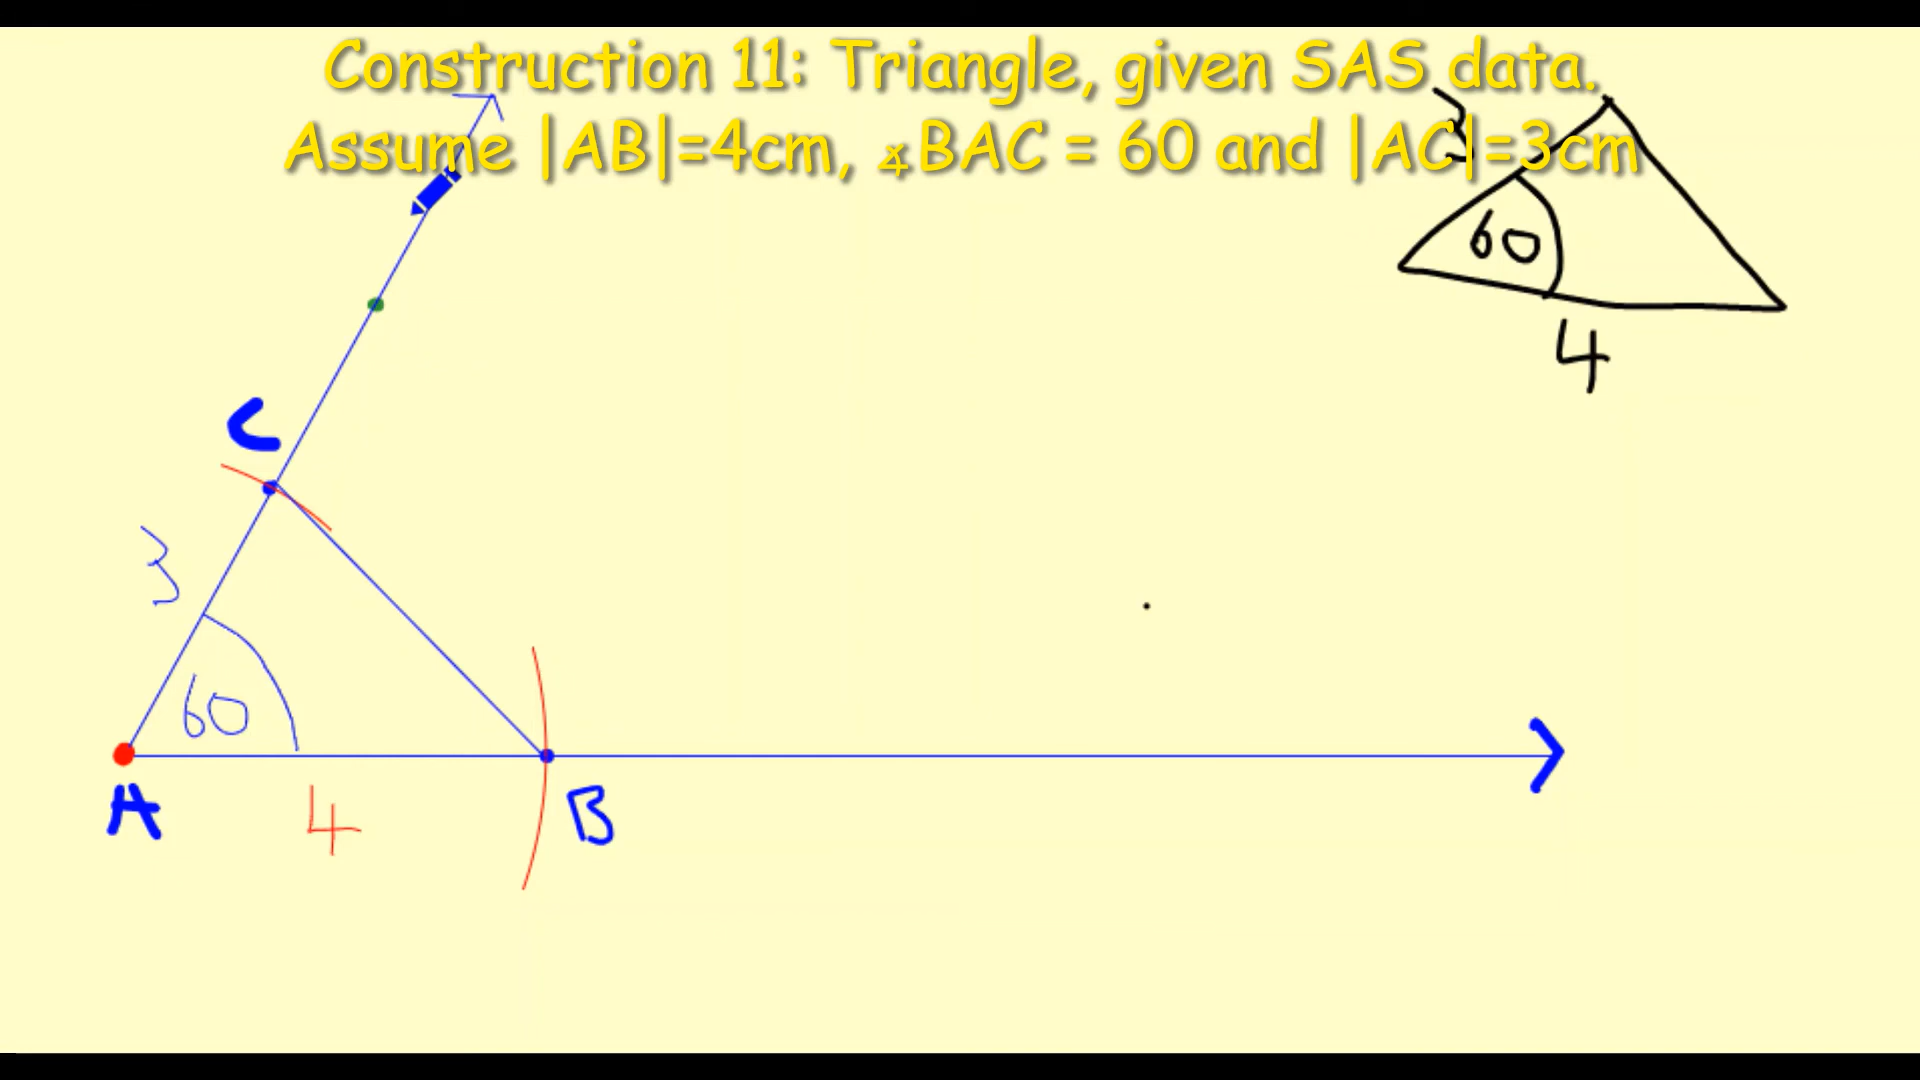 Construction 11: Triangle, given SAS data.
Assume |AB|=4cm, ∡BAC = 60 and |AC|=3cm
3
60
4
C
3
60
A
4
B